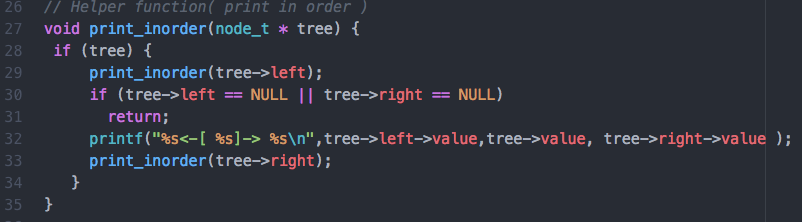 26 // Helper function( print in order )
27 void print_inorder(node_t * tree) {
28 if (tree) {
29 print_inorder(tree->left);
30 if (tree->left == NULL || tree->right == NULL)
31 return;
32 printf("%s<-[ %s]-> %s\n",tree->left->value,tree->value, tree->right->value );
33 print_inorder(tree->right);
34 }
35 }